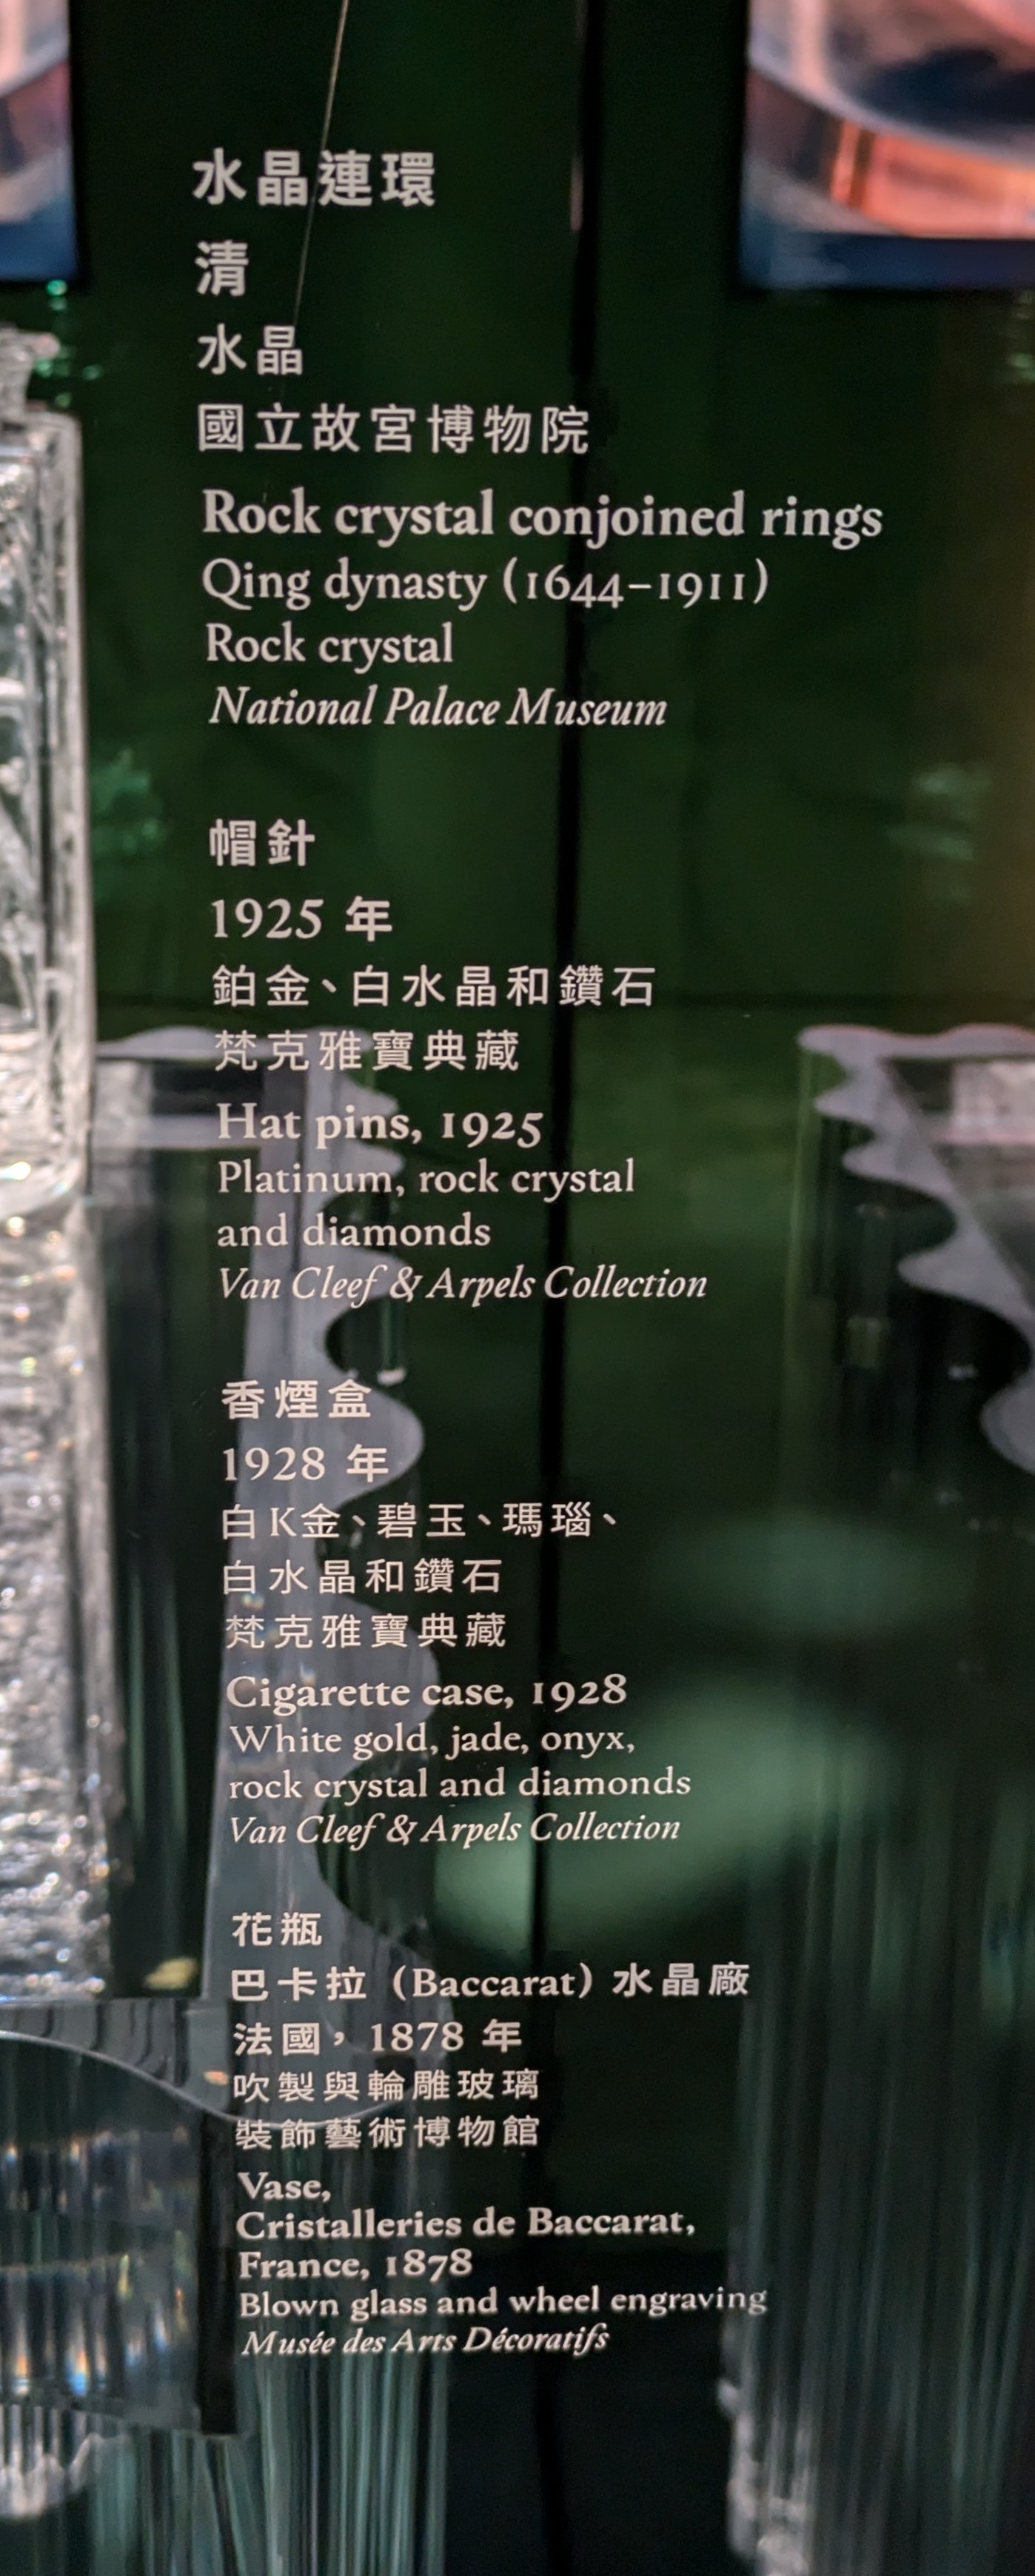 水晶連環
清
水晶
國立故宮博物院
Rock crystal conjoined rings
Qing dynasty (1644–1911)
Rock crystal
National Palace Museum
帽針
1925 年
鉑金、白水晶和鑽石
梵克雅寶典藏
Hat pins, 1925
Platinum, rock crystal
and diamonds
Van Cleef & Arpels Collection
香煙盒
1928 年
白K金、碧玉、瑪瑙、
白水晶和鑽石
梵克雅寶典藏
Cigarette case, 1928
White gold, jade, onyx,
rock crystal and diamonds
Van Cleef & Arpels Collection
花瓶
巴卡拉（Baccarat）水晶廠
法國，1878 年
吹製與輪雕玻璃
裝飾藝術博物館
Vase,
Cristalleries de Baccarat,
France, 1878
Blown glass and wheel engraving
Musée des Arts Décoratifs